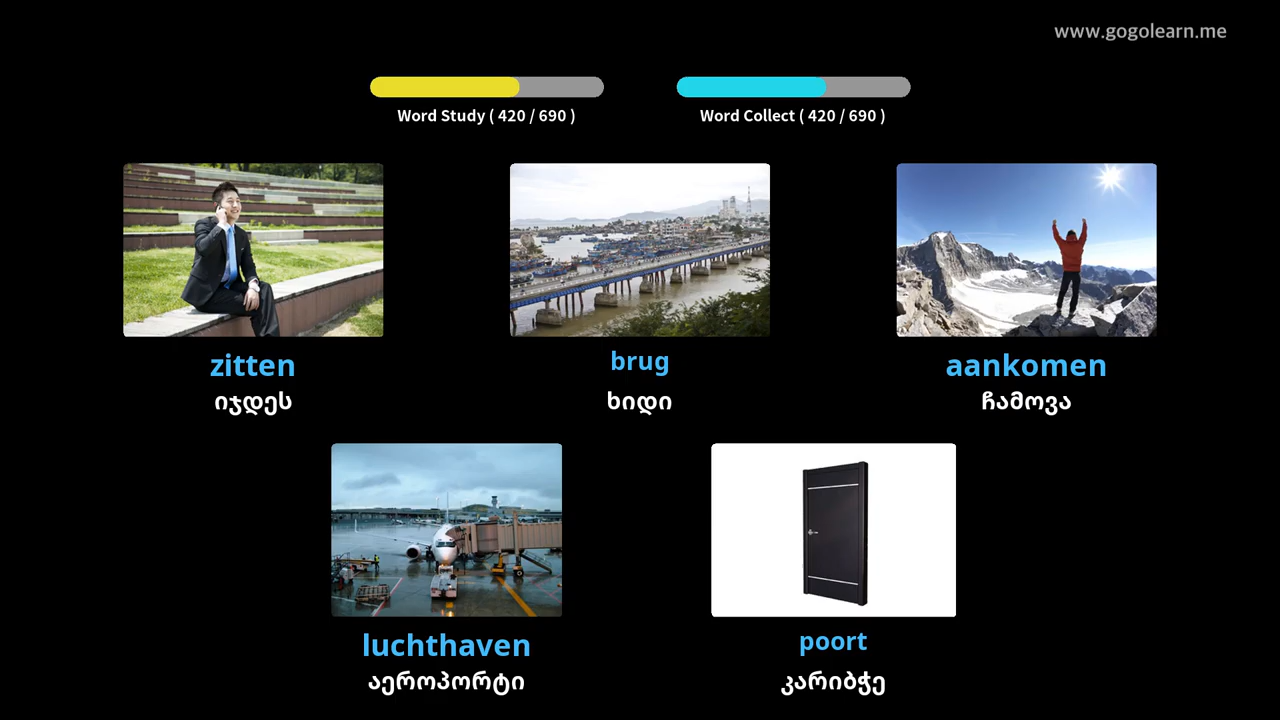 www.gogolearn.me
Word Study ( 420 / 690 )
Word Collect ( 420 / 690 )
zitten
იჯდეს
brug
ხიდი
aankomen
ჩამოვა
luchthaven
აეროპორტი
poort
კარიბჭე